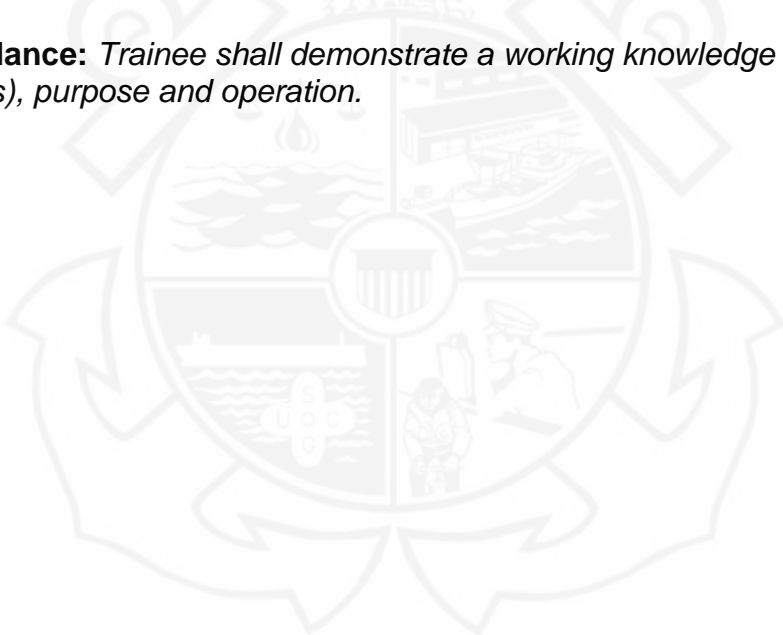 lance: Trainee shall demonstrate a working knowledge
s), purpose and operation.
S
U O C
G